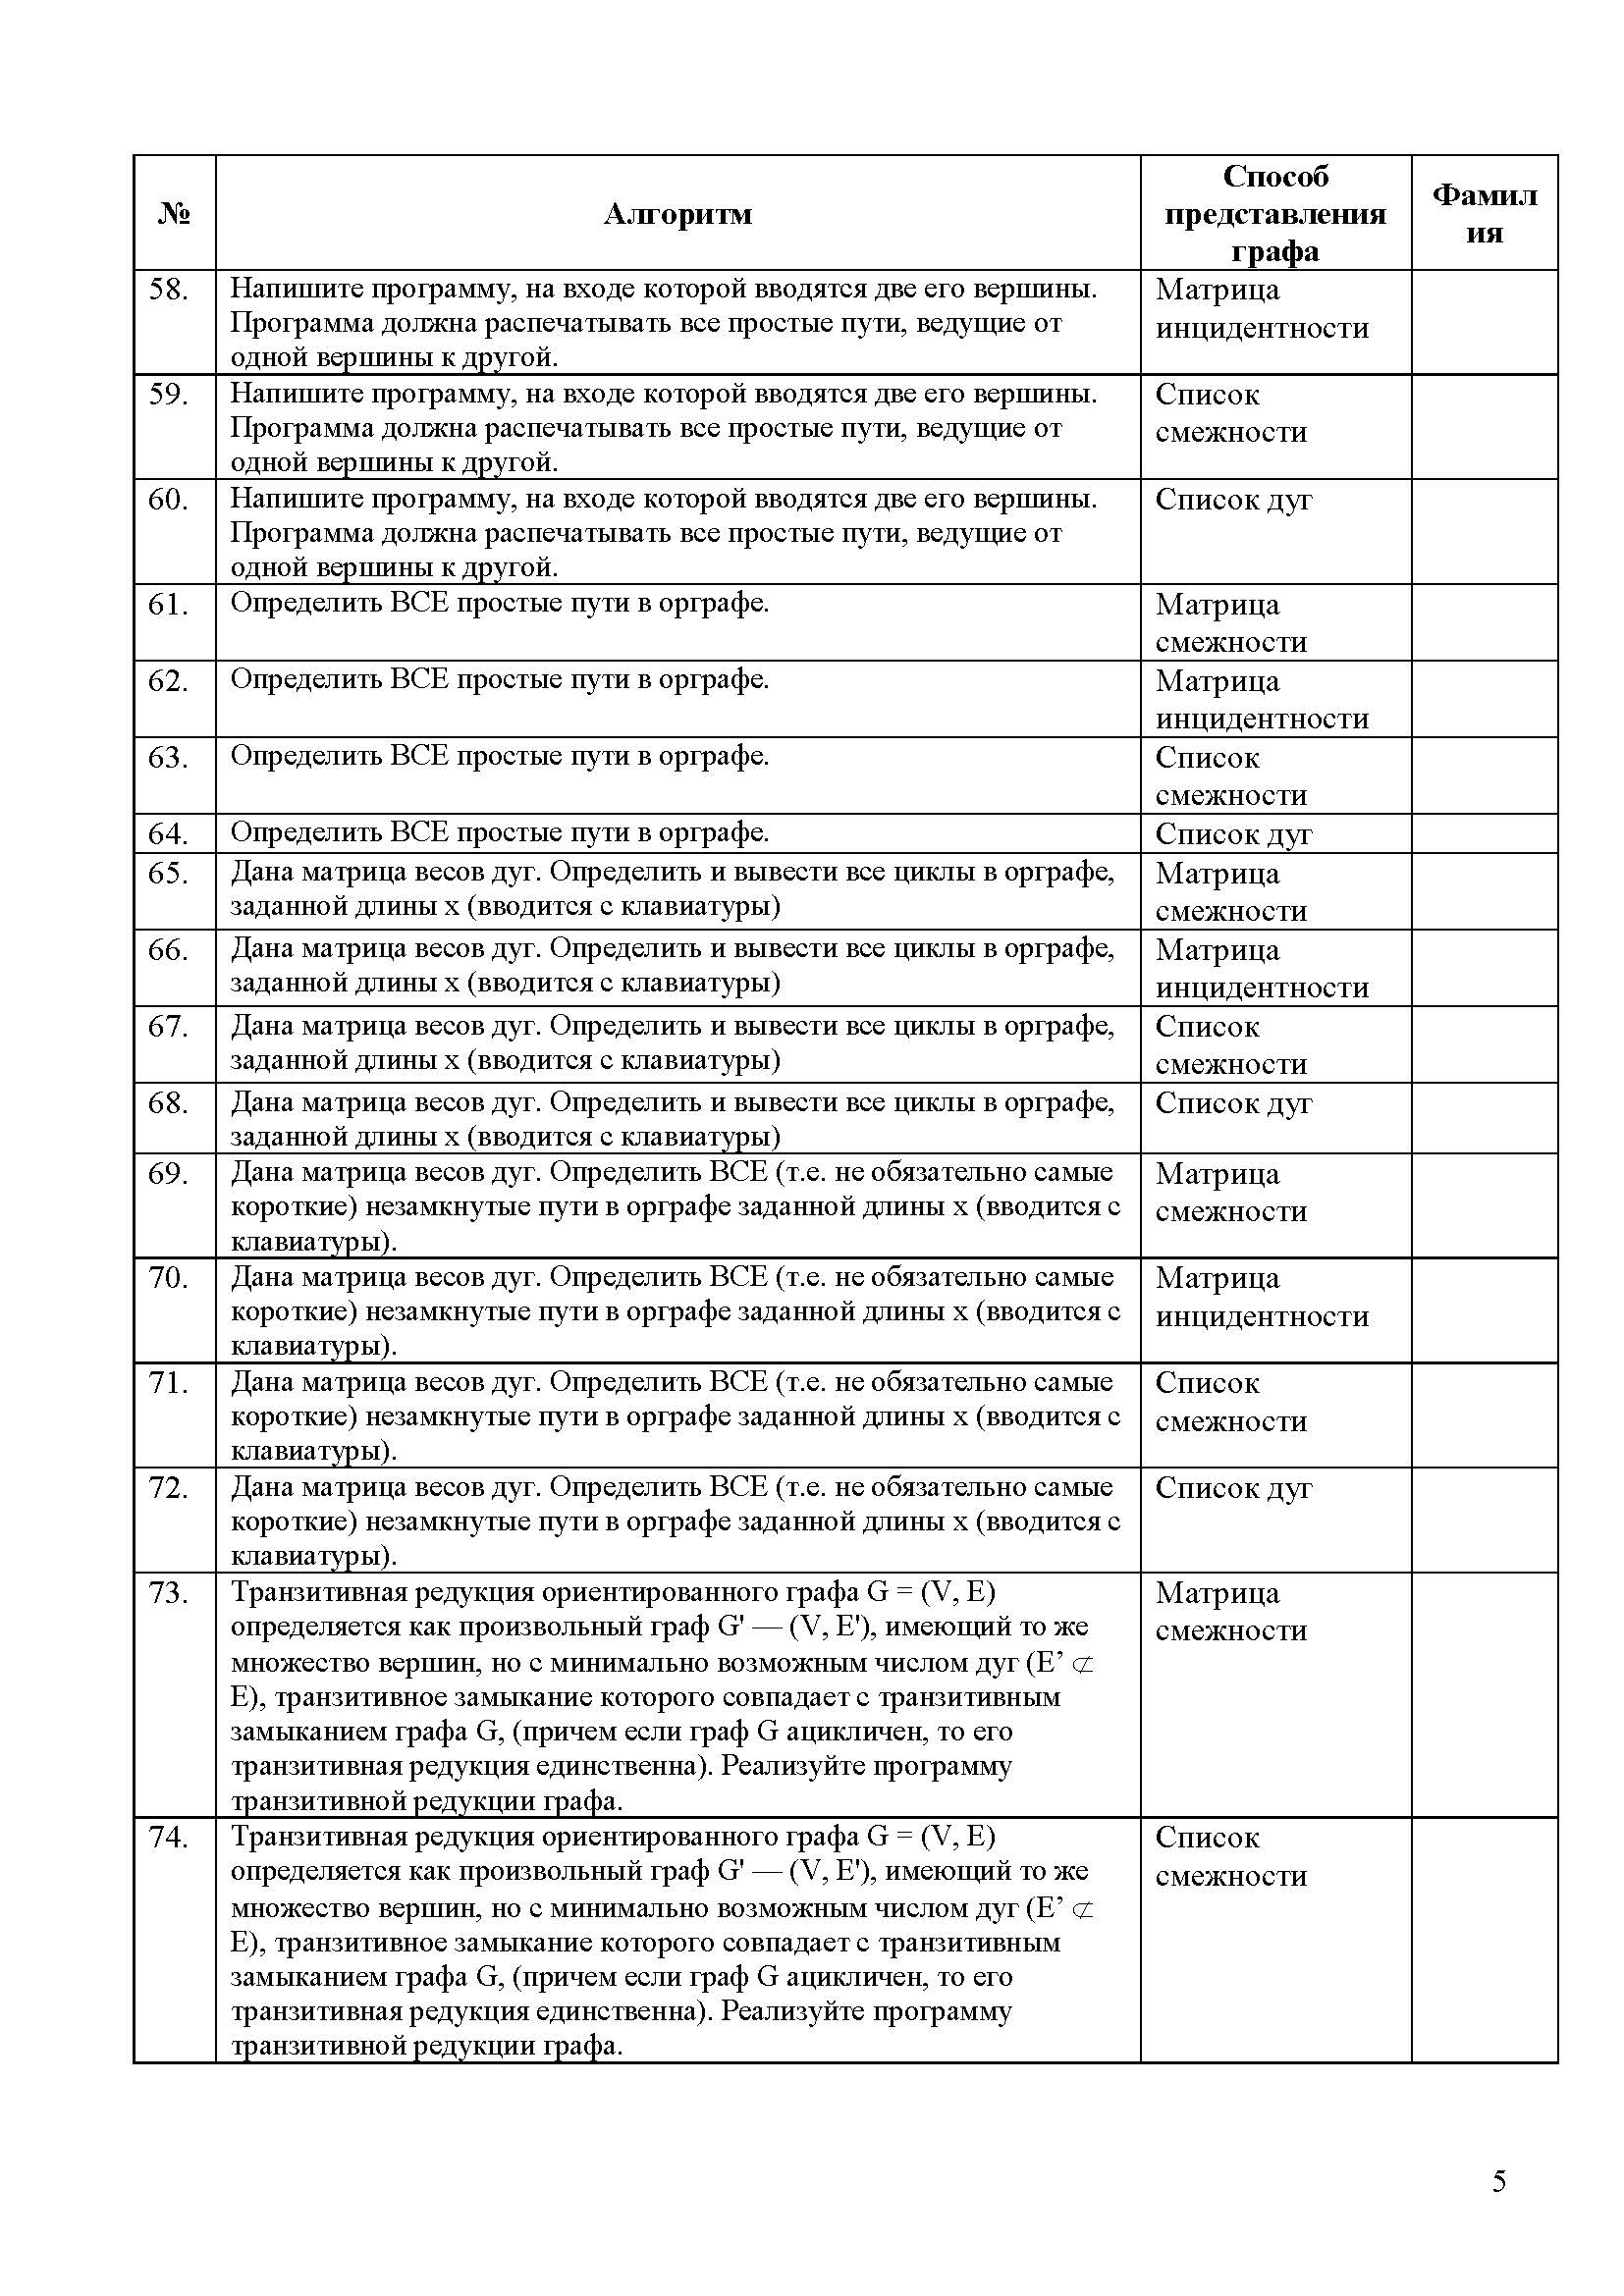 №
Алгоритм
Способ
представления
графа
Фамил
ия
58.
Напишите программу, на входе которой вводятся две его вершины.
Программа должна распечатывать все простые пути, ведущие от
одной вершины к другой.
Матрица
инцидентности
59.
Напишите программу, на входе которой вводятся две его вершины.
Программа должна распечатывать все простые пути, ведущие от
одной вершины к другой.
Список
смежности
60.
Напишите программу, на входе которой вводятся две его вершины.
Программа должна распечатывать все простые пути, ведущие от
одной вершины к другой.
Список дуг
61.
Определить ВСЕ простые пути в орграфе.
Матрица
смежности
62.
Определить ВСЕ простые пути в орграфе.
Матрица
инцидентности
63.
Определить ВСЕ простые пути в орграфе.
Список
смежности
64.
Определить ВСЕ простые пути в орграфе.
Список дуг
65.
Дана матрица весов дуг. Определить и вывести все циклы в орграфе,
заданной длины х (вводится с клавиатуры)
Матрица
смежности
66.
Дана матрица весов дуг. Определить и вывести все циклы в орграфе,
заданной длины х (вводится с клавиатуры)
Матрица
инцидентности
67.
Дана матрица весов дуг. Определить и вывести все циклы в орграфе,
заданной длины х (вводится с клавиатуры)
Список
смежности
68.
Дана матрица весов дуг. Определить и вывести все циклы в орграфе,
заданной длины х (вводится с клавиатуры)
Список дуг
69.
Дана матрица весов дуг. Определить ВСЕ (т.е. не обязательно самые
короткие) незамкнутые пути в орграфе заданной длины х (вводится с
клавиатуры).
Матрица
смежности
70.
Дана матрица весов дуг. Определить ВСЕ (т.е. не обязательно самые
короткие) незамкнутые пути в орграфе заданной длины х (вводится с
клавиатуры).
Матрица
инцидентности
71.
Дана матрица весов дуг. Определить ВСЕ (т.е. не обязательно самые
короткие) незамкнутые пути в орграфе заданной длины х (вводится с
клавиатуры).
Список
смежности
72.
Дана матрица весов дуг. Определить ВСЕ (т.е. не обязательно самые
короткие) незамкнутые пути в орграфе заданной длины х (вводится с
клавиатуры).
Список дуг
73.
Транзитивная редукция ориентированного графа G = (V, E)
определяется как произвольный граф G' — (V, E'), имеющий то же
множество вершин, но с минимально возможным числом дуг (E’ ⊄
E), транзитивное замыкание которого совпадает с транзитивным
замыканием графа G, (причем если граф G ацикличен, то его
транзитивная редукция единственна). Реализуйте программу
транзитивной редукции графа.
Матрица
смежности
74.
Транзитивная редукция ориентированного графа G = (V, E)
определяется как произвольный граф G' — (V, E'), имеющий то же
множество вершин, но с минимально возможным числом дуг (E’ ⊄
E), транзитивное замыкание которого совпадает с транзитивным
замыканием графа G, (причем если граф G ацикличен, то его
транзитивная редукция единственна). Реализуйте программу
транзитивной редукции графа.
Список
смежности
5